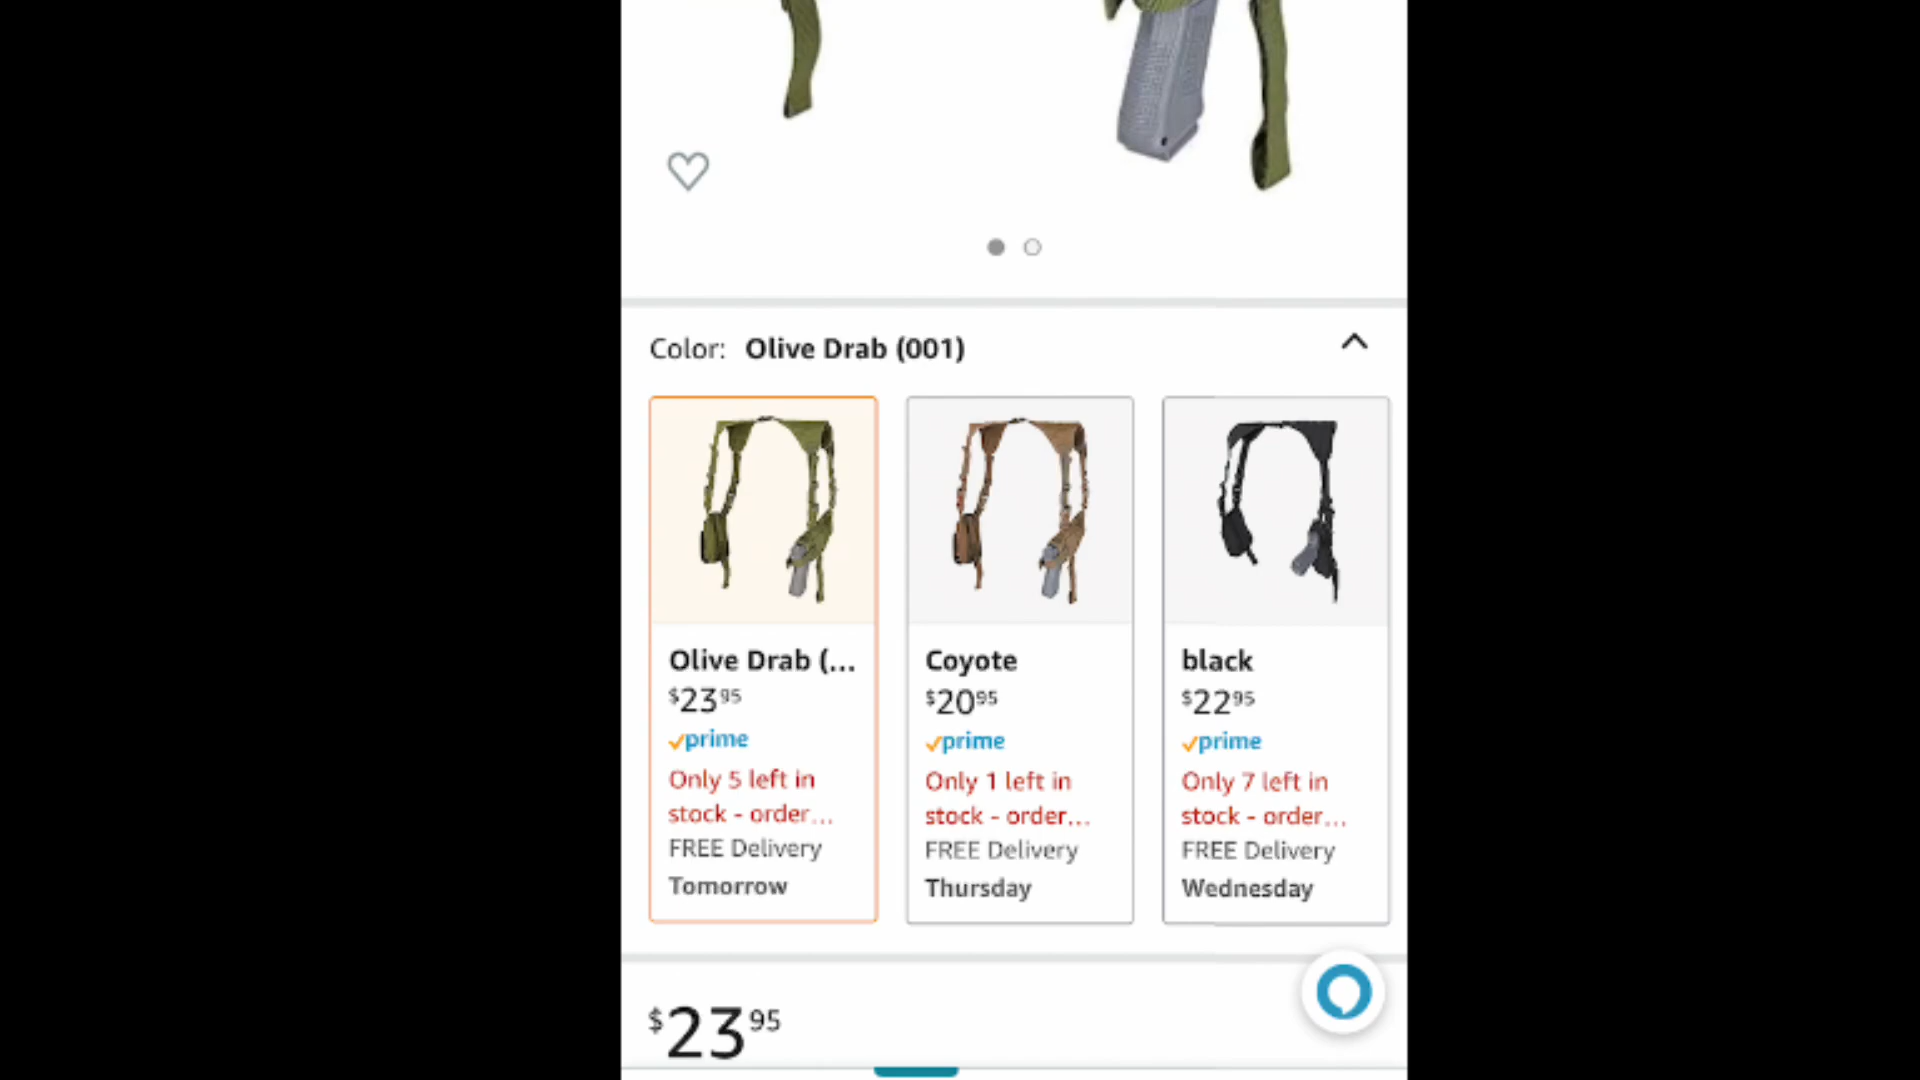 Color: Olive Drab (001)
Olive Drab (...
$23 95
prime
Only 5 left in
stock - order...
FREE Delivery
Tomorrow
Coyote
$20 95
prime
Only 1 left in
stock - order...
FREE Delivery
Thursday
black
$22 95
prime
Only 7 left in
stock - order...
FREE Delivery
Wednesday
$23 95